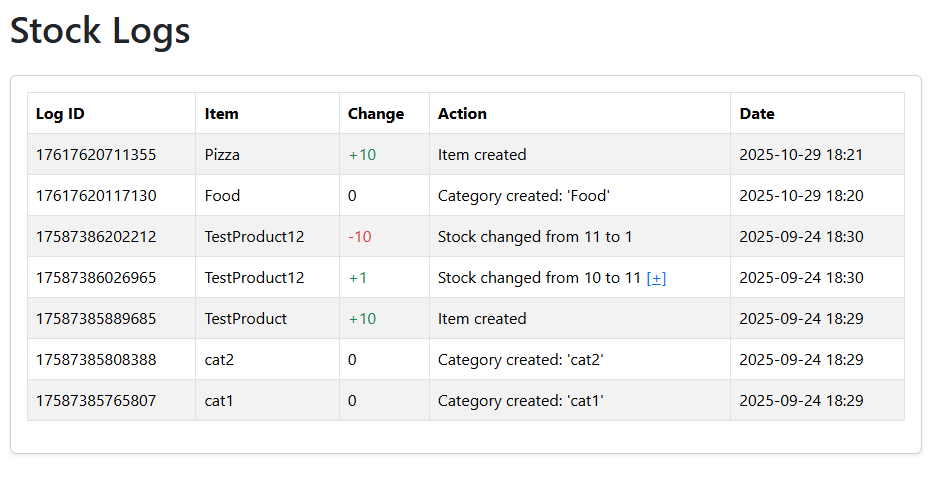 Stock Logs
Log ID Item Change Action Date
17617620711355 Pizza +10 Item created 2025-10-29 18:21
17617620117130 Food 0 Category created: 'Food' 2025-10-29 18:20
17587386202212 TestProduct12 -10 Stock changed from 11 to 1 2025-09-24 18:30
17587386026965 TestProduct12 +1 Stock changed from 10 to 11 [+] 2025-09-24 18:30
17587385889685 TestProduct +10 Item created 2025-09-24 18:29
17587385808388 cat2 0 Category created: 'cat2' 2025-09-24 18:29
17587385765807 cat1 0 Category created: 'cat1' 2025-09-24 18:29